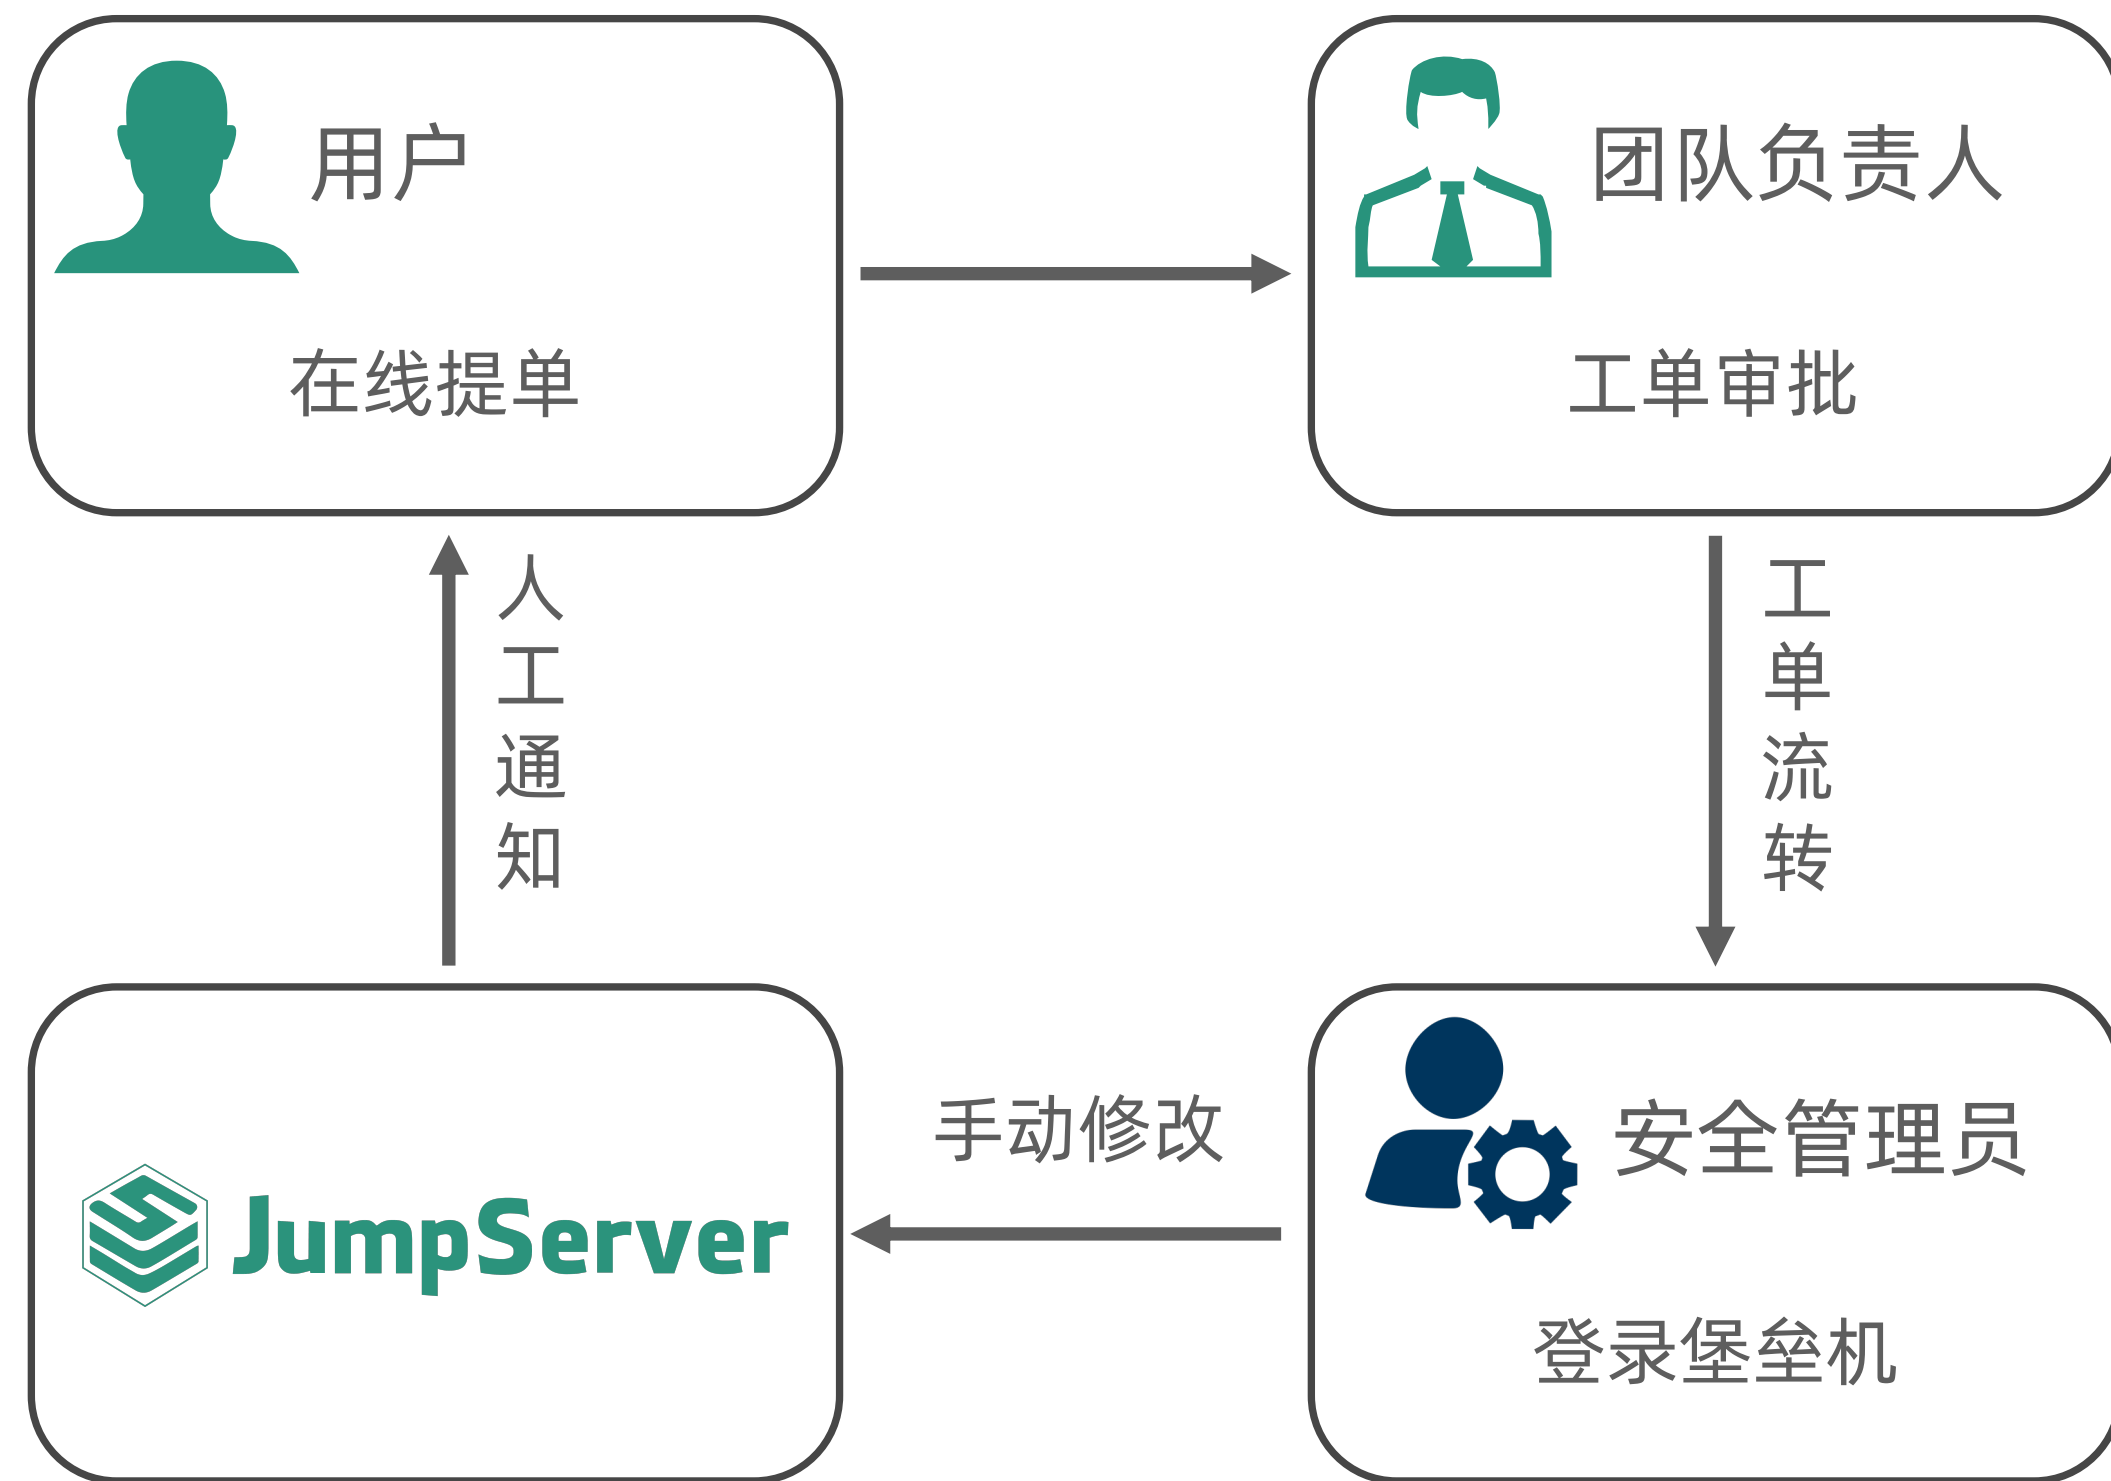 用户
在线提单
团队负责人
工单审批
人工通知
工单流转
JumpServer
手动修改
安全管理员
登录堡垒机